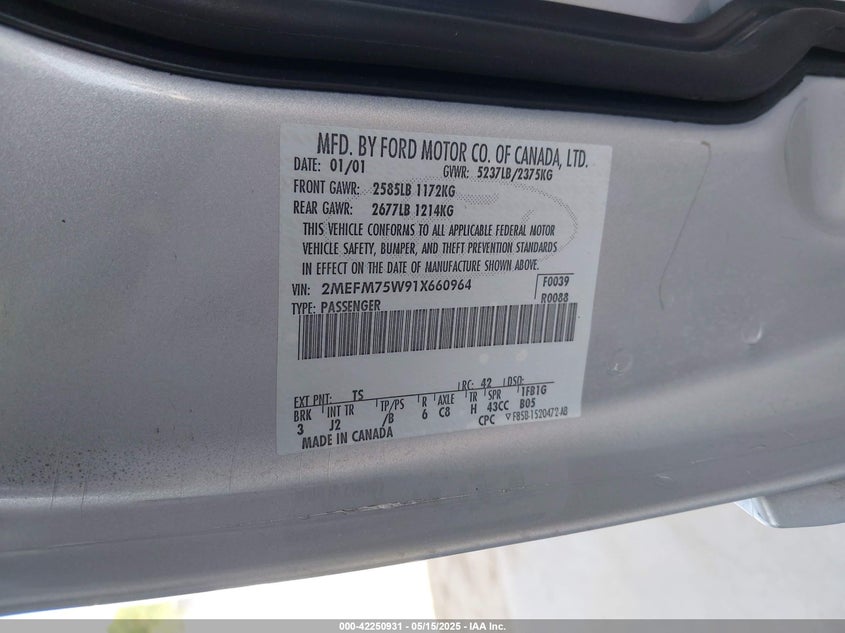 MFD. BY FORD MOTOR CO. OF CANADA, LTD.
DATE: 01/01 GVWR: 5237LB/2375KG
FRONT GAWR: 2585LB 1172KG
REAR GAWR: 2677LB 1214KG
THIS VEHICLE CONFORMS TO ALL APPLICABLE FEDERAL MOTOR
VEHICLE SAFETY, BUMPER, AND THEFT PREVENTION STANDARDS
IN EFFECT ON THE DATE OF MANUFACTURE SHOWN ABOVE.
VIN: 2MEFM75W91X660964 F0039
TYPE: PASSENGER R0088
EXT PNT: TS RC: 42 DSO:
BRK INT TR TP/PS R AXLE TR SPR 1FB1G
3 J2 /B 6 C8 H 43CC B05
MADE IN CANADA CPC F85B-1520472 AB
000-42250931 - 05/15/2025 - IAA Inc.